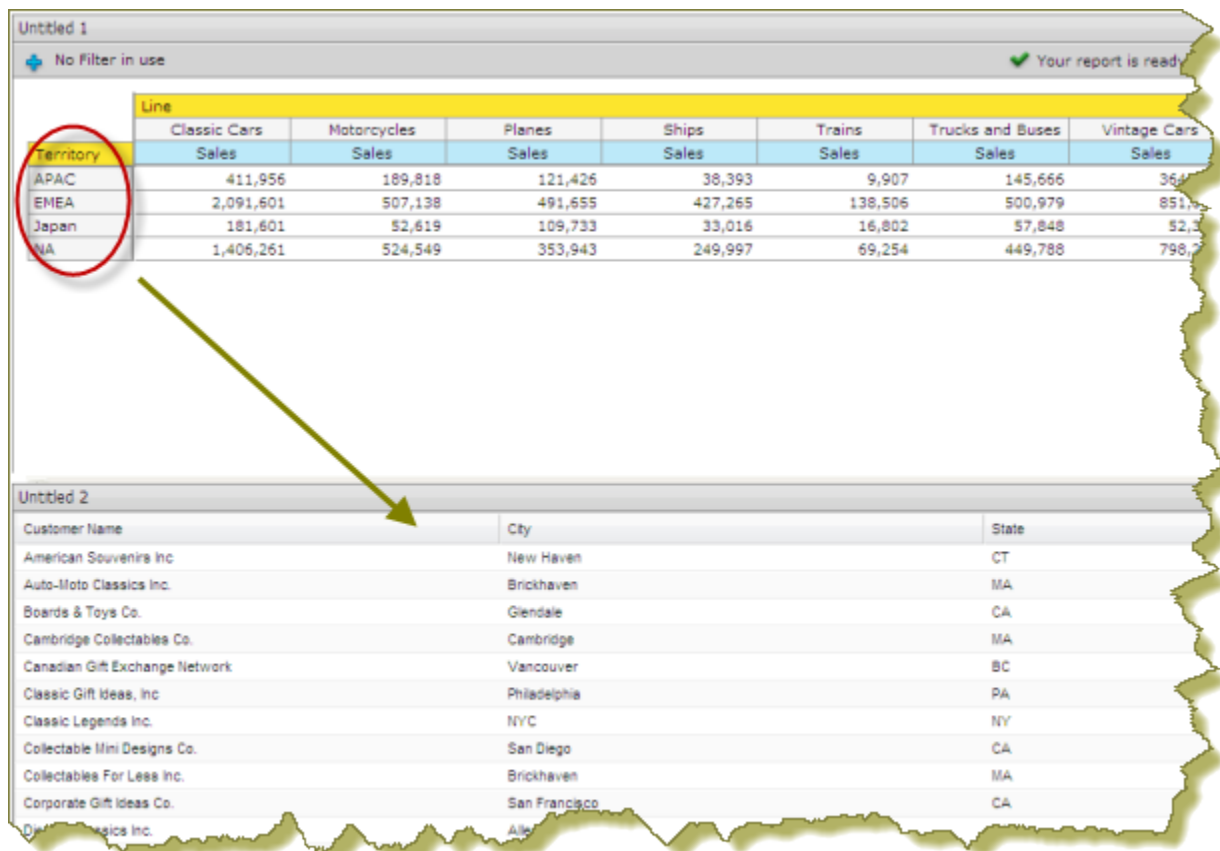 Untitled 1
No Filter in use Your report is ready
Line
Classic Cars Motorcycles Planes Ships Trains Trucks and Buses Vintage Cars
Territory Sales Sales Sales Sales Sales Sales Sales
APAC 411,956 189,818 121,426 38,393 9,907 145,666
EMEA 2,091,601 507,138 491,655 427,265 138,506 500,979
Japan 181,601 52,619 109,733 33,016 16,802 57,848
NA 1,406,261 524,549 353,943 249,997 69,254 449,788
Untitled 2
Customer Name City State
American Souvenirs Inc New Haven CT
Auto-Moto Classics Inc. Brickhaven MA
Boards & Toys Co. Glendale CA
Cambridge Collectables Co. Cambridge MA
Canadian Gift Exchange Network Vancouver BC
Classic Gift Ideas, Inc Philadelphia PA
Classic Legends Inc. NYC NY
Collectable Mini Designs Co. San Diego CA
Collectables For Less Inc. Brickhaven MA
Corporate Gift Ideas Co. San Francisco CA
Inc.